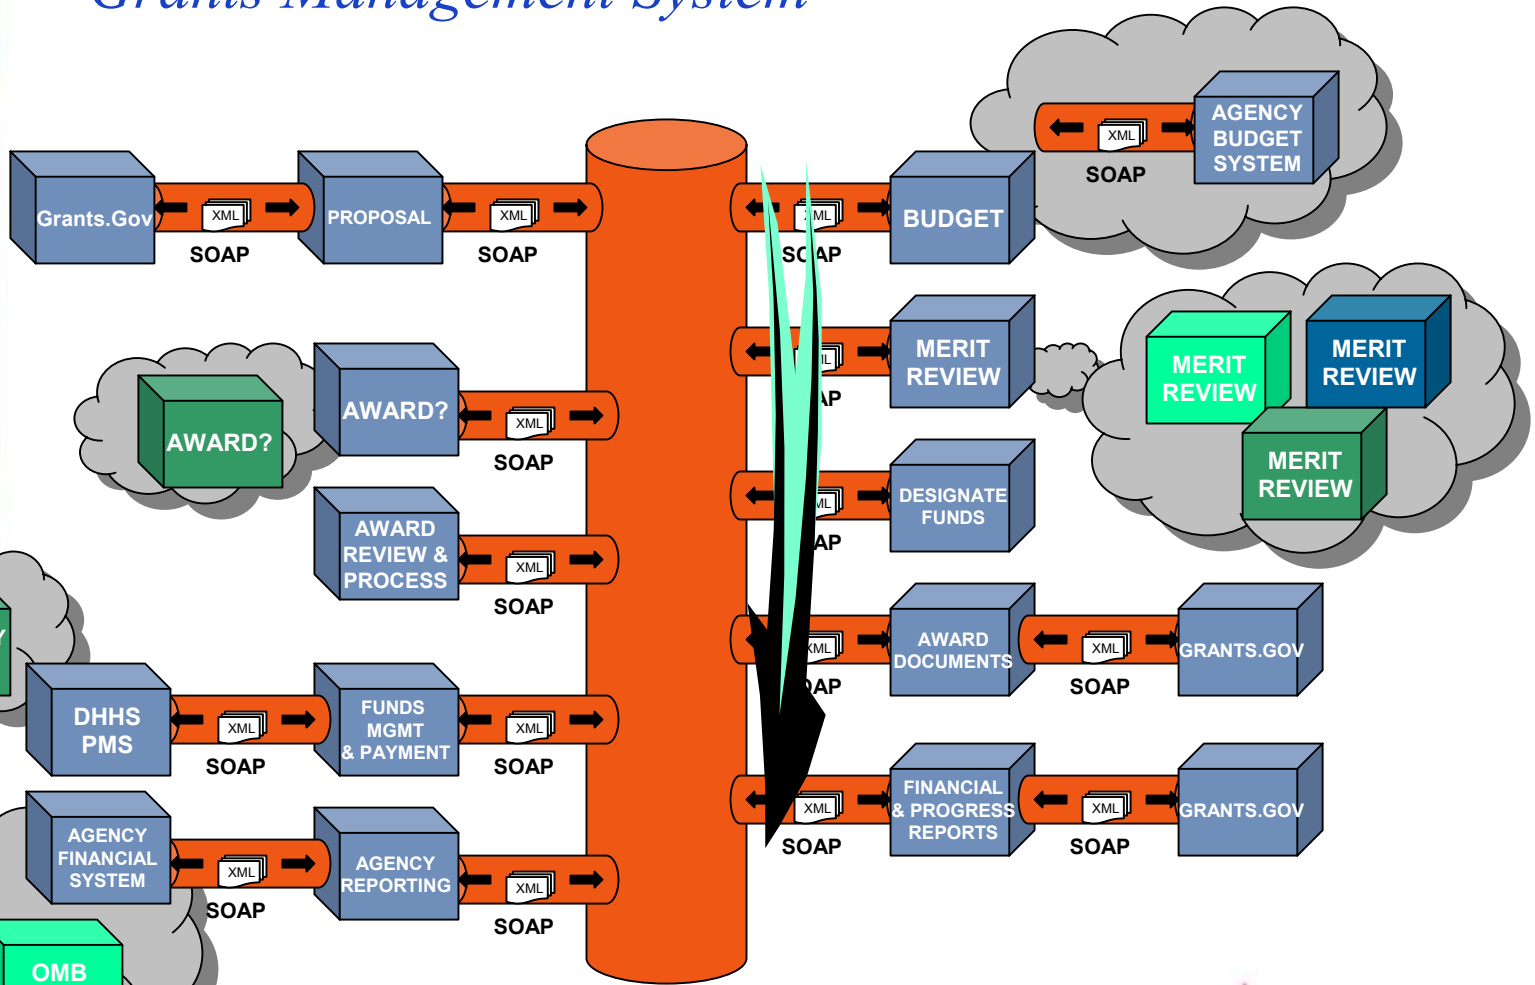 Grants Management System
AGENCY
BUDGET
SYSTEM
XML
SOAP
Grants.Gov
XML
SOAP
PROPOSAL
XML
SOAP
XML
SOAP
BUDGET
AWARD?
AWARD?
XML
SOAP
MERIT
REVIEW
MERIT
REVIEW
MERIT
REVIEW
MERIT
REVIEW
AWARD
REVIEW &
PROCESS
XML
SOAP
DESIGNATE
FUNDS
XML
SOAP
AWARD
DOCUMENTS
XML
SOAP
GRANTS.GOV
DHHS
PMS
XML
SOAP
FUNDS
MGMT
& PAYMENT
XML
SOAP
FINANCIAL
& PROGRESS
REPORTS
XML
SOAP
GRANTS.GOV
AGENCY
FINANCIAL
SYSTEM
XML
SOAP
AGENCY
REPORTING
XML
SOAP
OMB